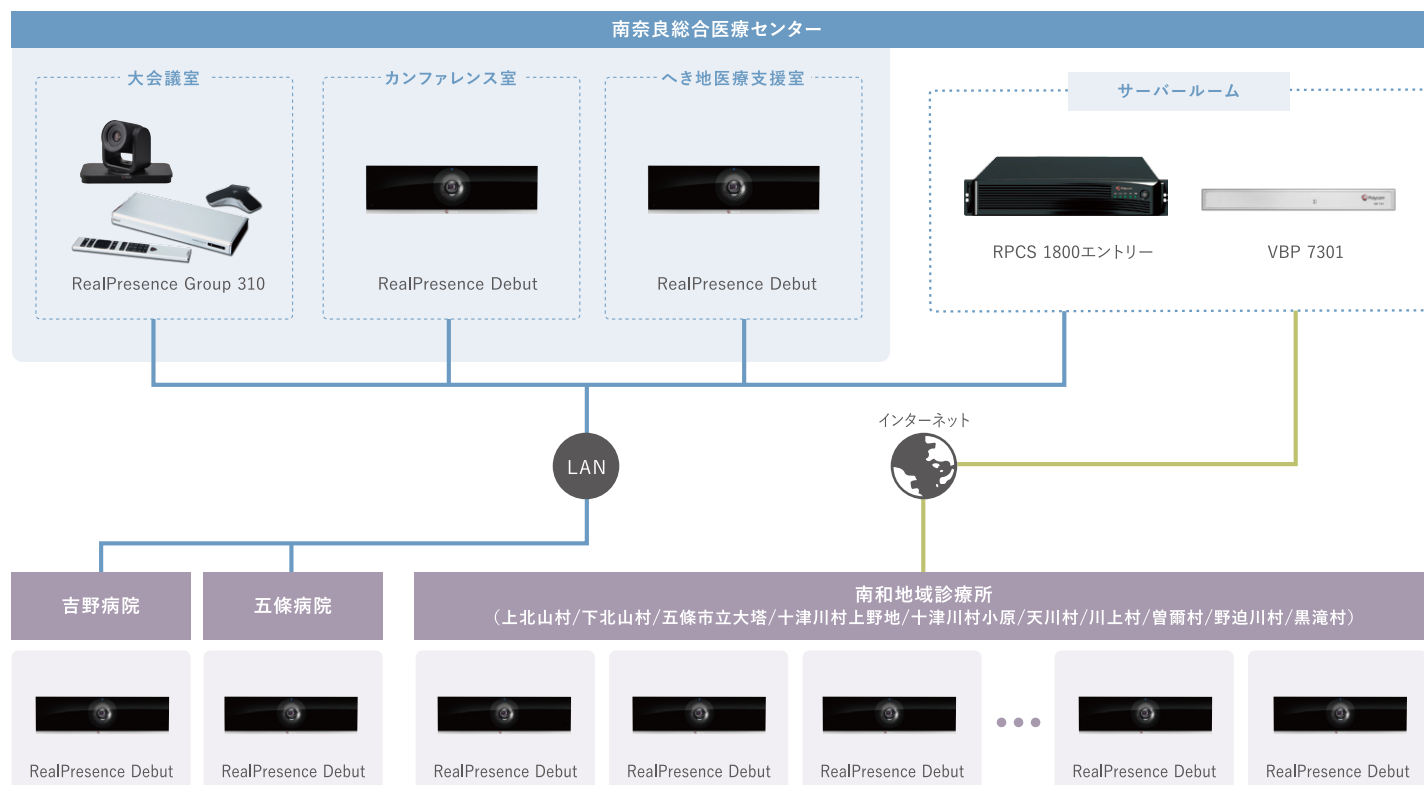 南奈良総合医療センター
大会議室
カンファレンス室
へき地医療支援室
サーバールーム
RealPresence Group 310
RealPresence Debut
RealPresence Debut
Polycom
Polycom
RPCS 1800エントリー
VBP 7301
インターネット
LAN
吉野病院
五條病院
南和地域診療所
(上北山村/下北山村/五條市立大塔/十津川村上野地/十津川村小原/天川村/川上村/曽爾村/野迫川村/黒滝村)
RealPresence Debut
RealPresence Debut
RealPresence Debut
RealPresence Debut
RealPresence Debut
RealPresence Debut
RealPresence Debut